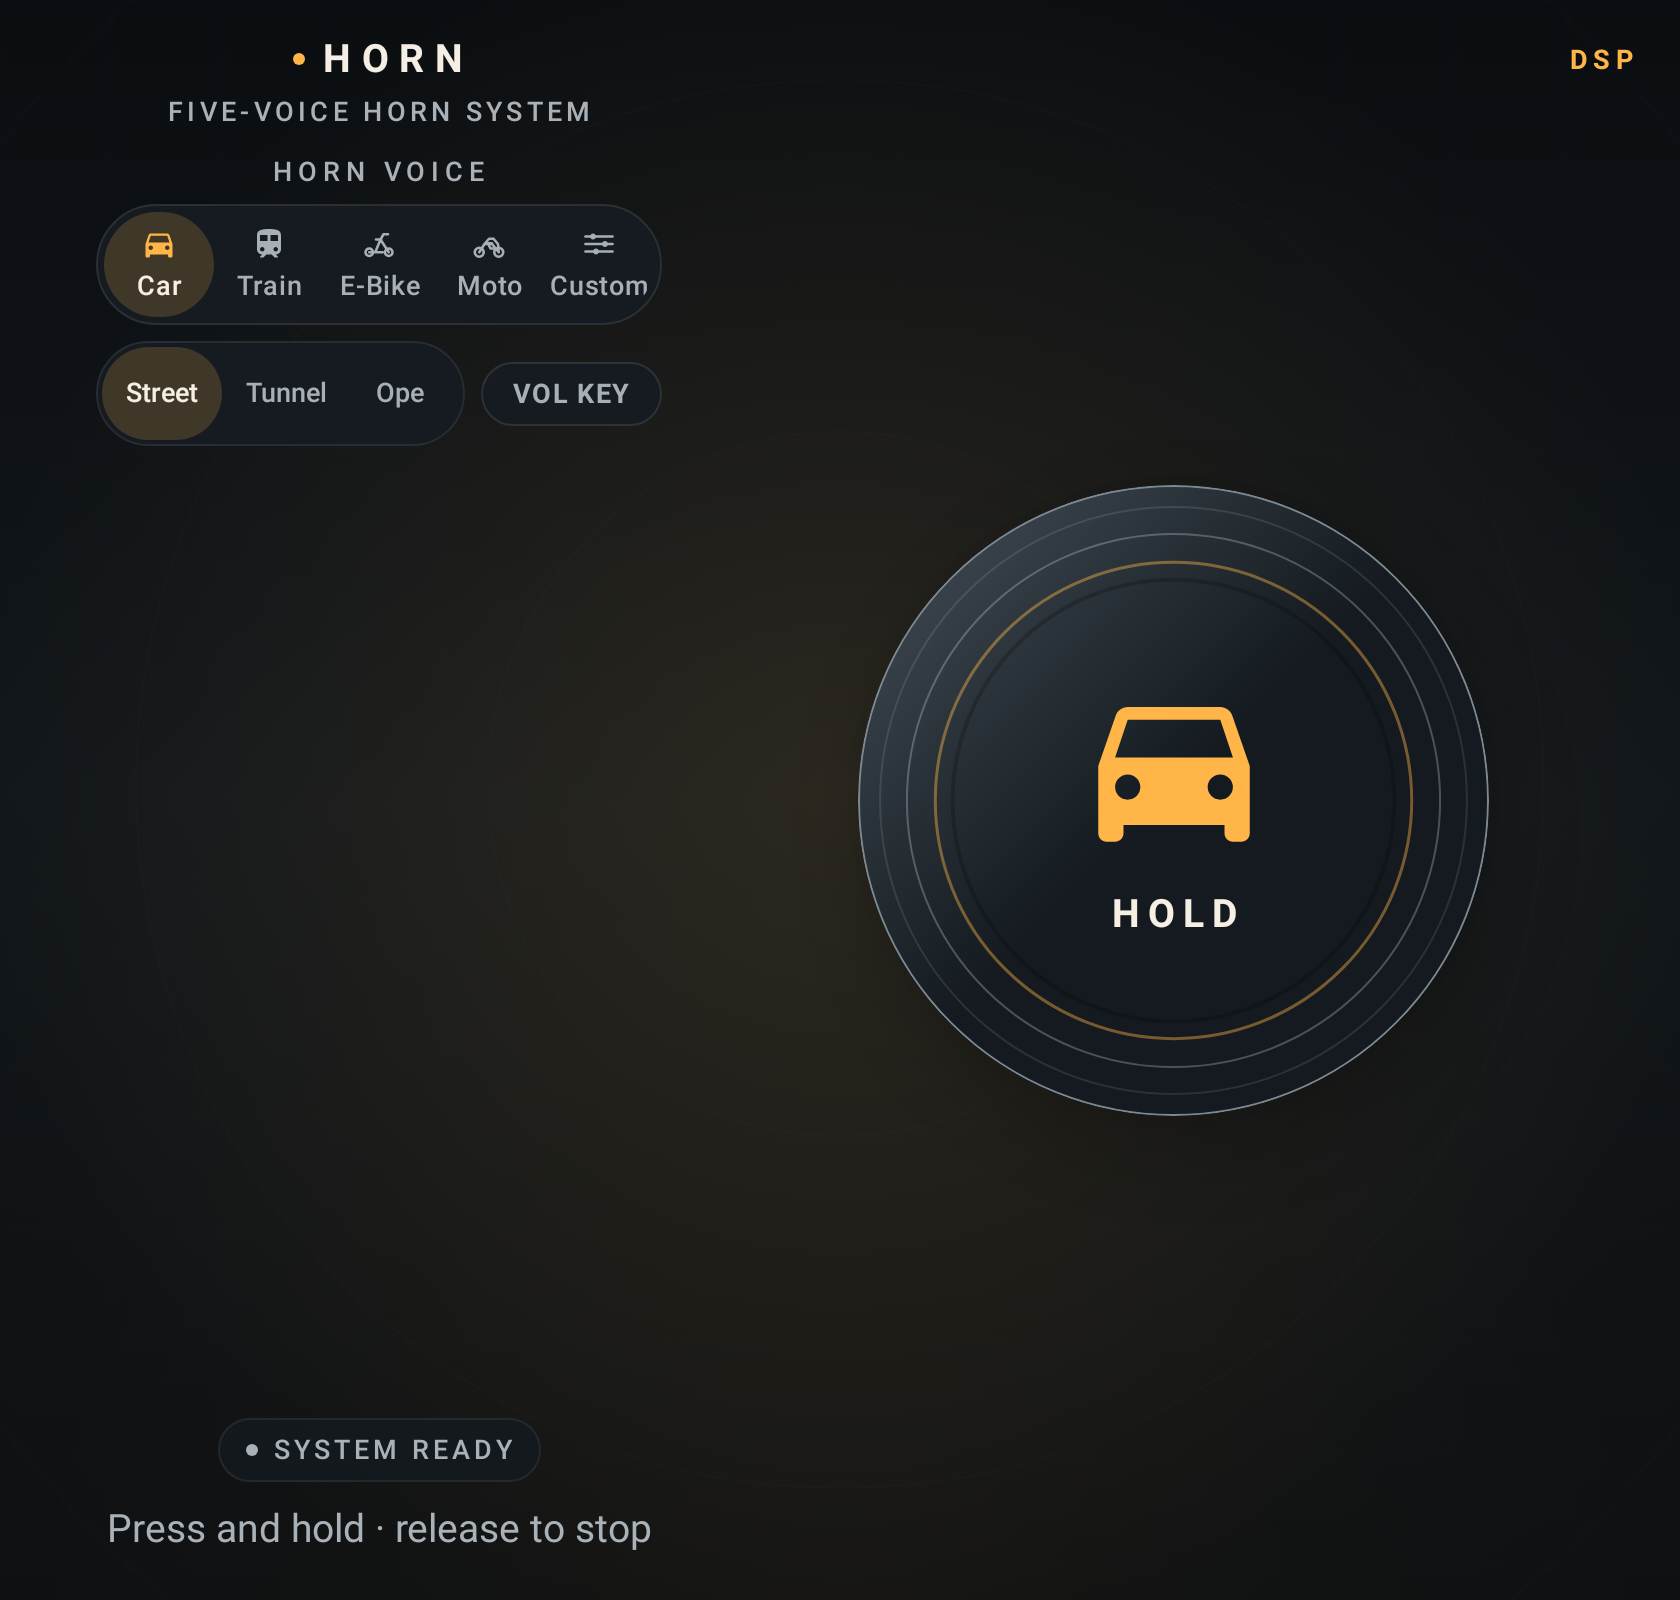 HORN
DSP
FIVE-VOICE HORN SYSTEM
HORN VOICE
Car Train E-Bike Moto Custom
Street Tunnel Ope VOL KEY
HOLD
SYSTEM READY
Press and hold · release to stop